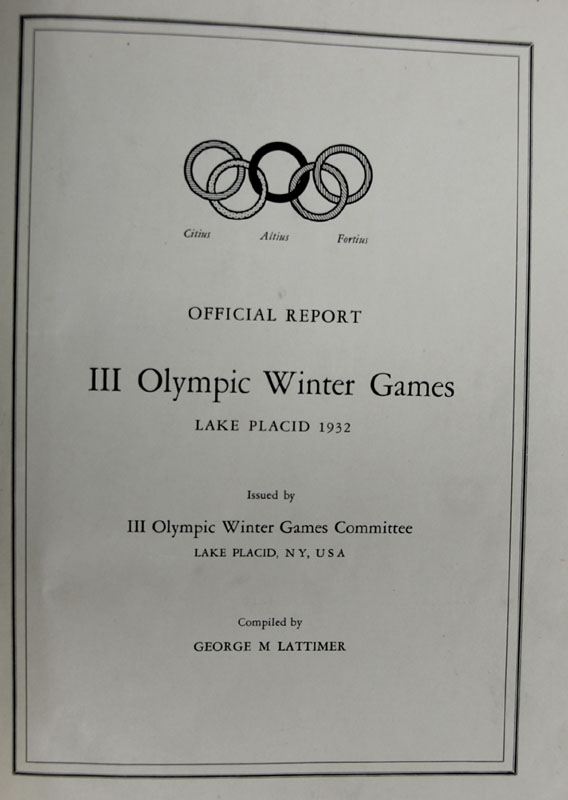 Citius Altius Fortius
OFFICIAL REPORT
III Olympic Winter Games
LAKE PLACID 1932
Issued by
III Olympic Winter Games Committee
LAKE PLACID, N Y, U S A
Compiled by
GEORGE M LATTIMER